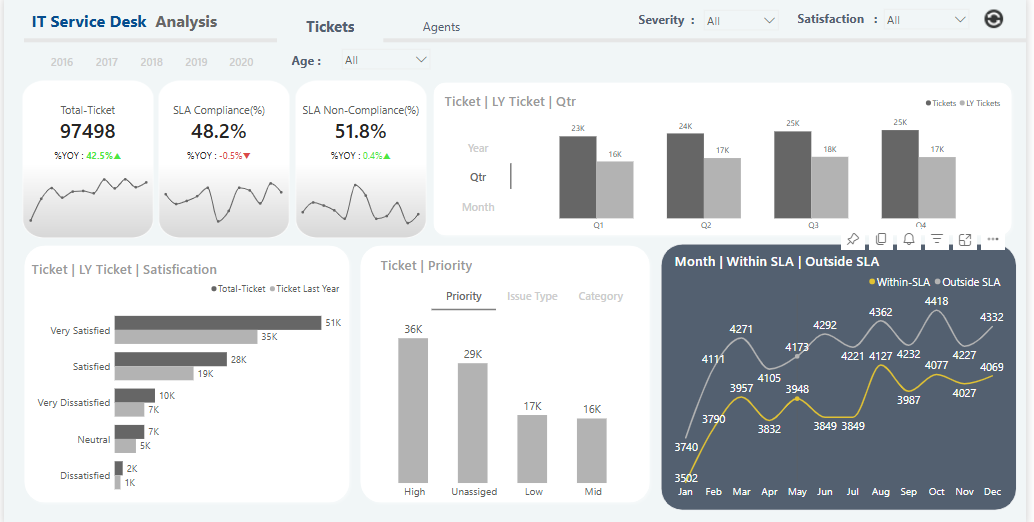 IT Service Desk Analysis
Tickets
Agents
Severity : All
Satisfaction : All
2016 2017 2018 2019 2020
Age : All
Total-Ticket
97498
%YOY : 42.5%▲
SLA Compliance(%)
48.2%
%YOY : -0.5%▼
SLA Non-Compliance(%)
51.8%
%YOY : 0.4%▲
Ticket | LY Ticket | Qtr
Tickets LY Tickets
Year
Qtr
Month
23K 16K 24K 17K 25K 18K 25K 17K
Q1 Q2 Q3 Q4
Ticket | LY Ticket | Satisfication
Total-Ticket Ticket Last Year
Very Satisfied 51K 35K
Satisfied 28K 19K
Very Dissatisfied 10K 7K
Neutral 7K 5K
Dissatisfied 2K 1K
Ticket | Priority
Priority Issue Type Category
36K 29K 17K 16K
High Unassiged Low Mid
Month | Within SLA | Outside SLA
Within-SLA Outside SLA
3740 4111 4271 4105 4173 4292 4221 4362 4232 4418 4227 4332
3502 3790 3957 3832 3948 3849 3849 4127 3987 4077 4027 4069
Jan Feb Mar Apr May Jun Jul Aug Sep Oct Nov Dec